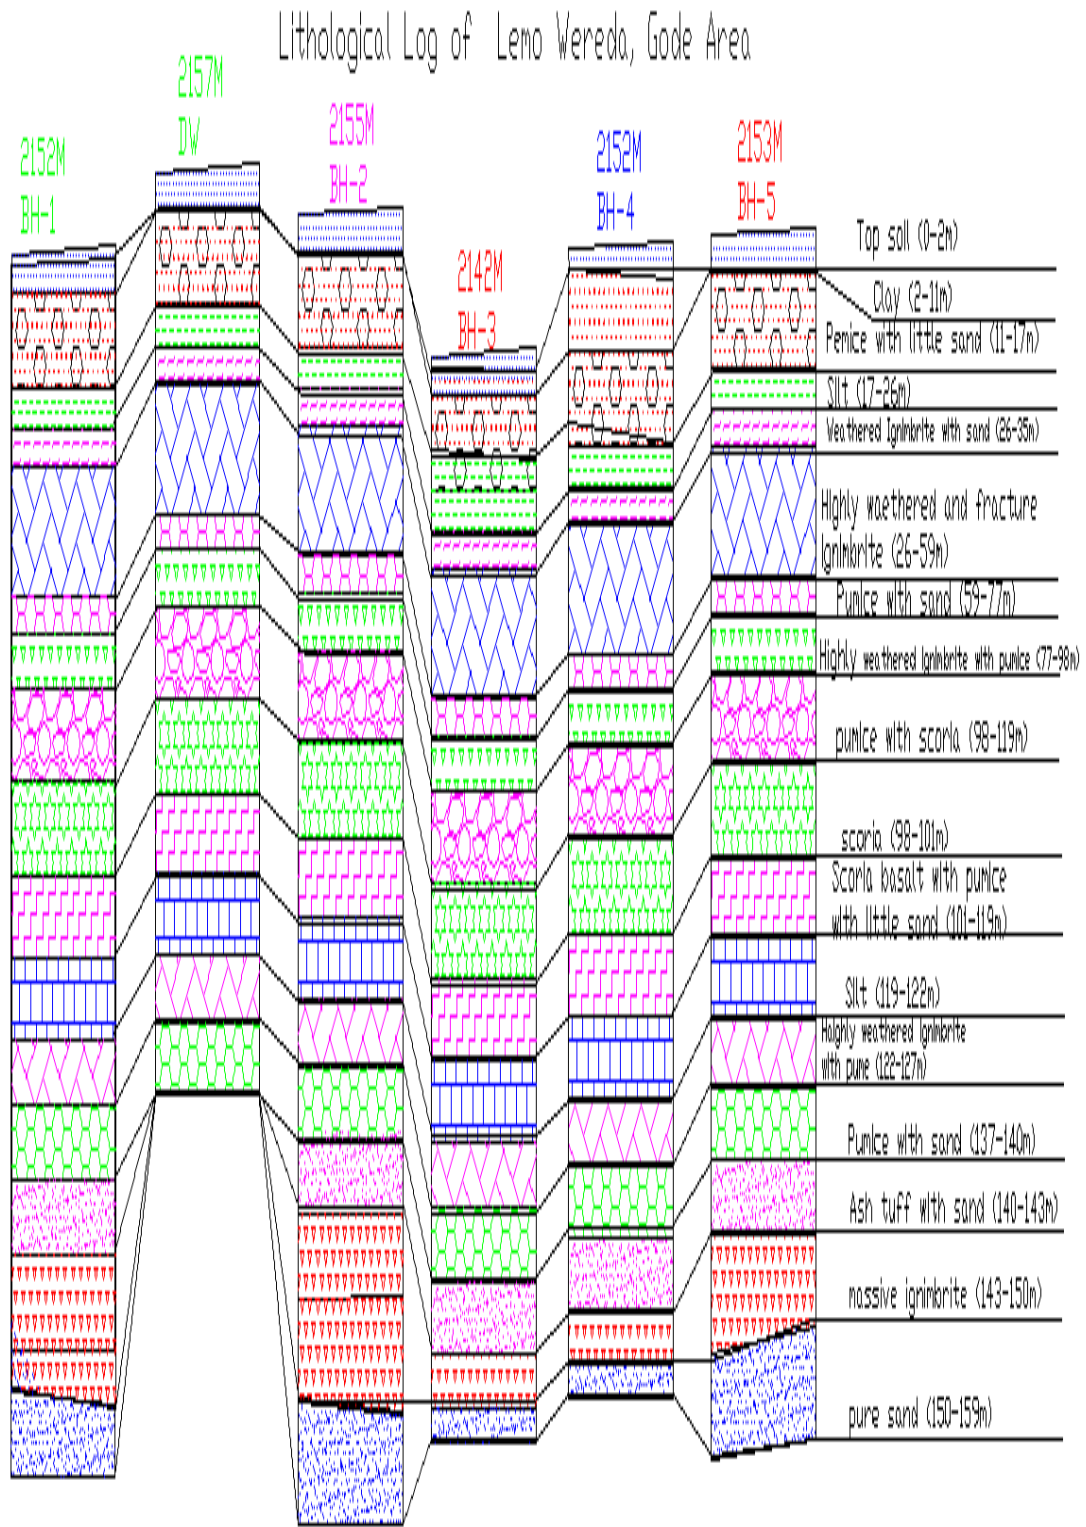 Lithological Log of Lemo Wereda, Gode Area
2157M
DW
2155M
BH-2
2152M
BH-1
2152M
BH-4
2153M
BH-5
2142M
BH-3
Top soil (0-2m)
Clay (2-11m)
Pemice with little sand (11-17m)
Silt (17-26m)
Weathered Ignimbrite with sand (26-35m)
Highly waethered and fracture
ignimbrite (26-59m)
Pumice with sand (59-77m)
Highly weathered ignimbrite with pumice (77-98m)
pumice with scoria (98-119m)
scoria (98-101m)
Scoria basalt with pumice
with little sand (101-119m)
Silt (119-122m)
Haighly weathered ignimbrite
with pume (122-127m)
Pumice with sand (137-140m)
Ash tuff with sand (140-143m)
massive ignimbrite (143-150m)
pure sand (150-159m)